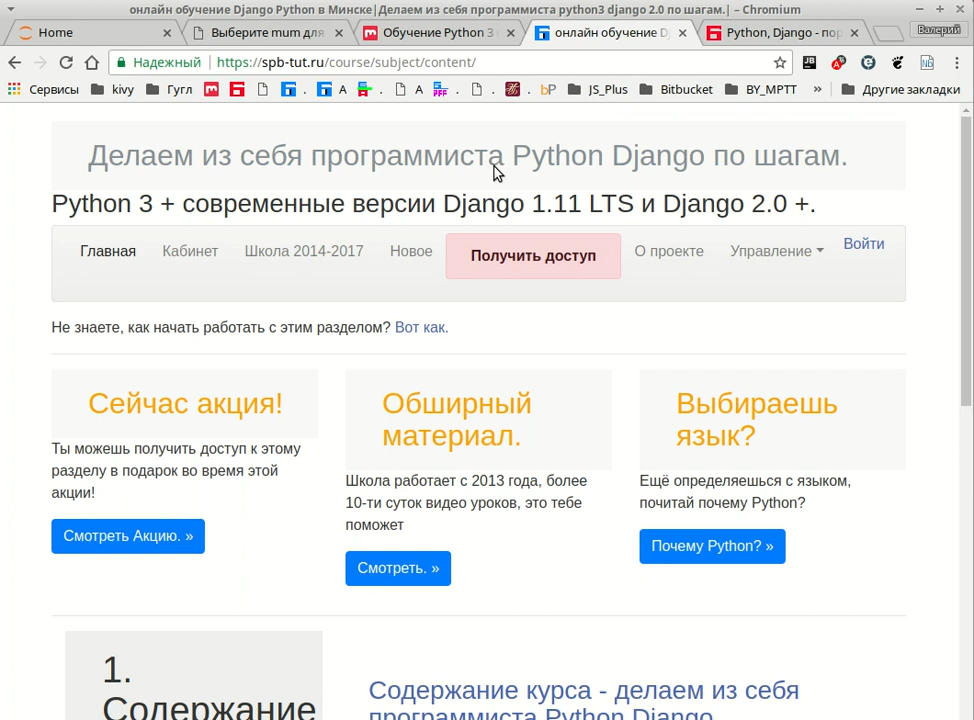 онлайн обучение Django Python в Минске|Делаем из себя программиста python3 django 2.0 по шагам.| – Chromium
Home
Выберите mum для
Обучение Python 3
онлайн обучение D
Python, Django - пор
Валерий
Надежный
https://spb-tut.ru/course/subject/content/
Сервисы
kivy
Гугл
А
А
bP
JS_Plus
Bitbucket
BY_MPTT
»
Другие закладки
Делаем из себя программиста Python Django по шагам.
Python 3 + современные версии Django 1.11 LTS и Django 2.0 +.
Главная
Кабинет
Школа 2014-2017
Новое
Получить доступ
О проекте
Управление
Войти
Не знаете, как начать работать с этим разделом? Вот как.
Сейчас акция!
Ты можешь получить доступ к этому
разделу в подарок во время этой
акции!
Смотреть Акцию. »
Обширный
материал.
Школа работает с 2013 года, более
10-ти суток видео уроков, это тебе
поможет
Смотреть. »
Выбираешь
язык?
Ещё определяешься с языком,
почитай почему Python?
Почему Python? »
1.
Содержание
Содержание курса - делаем из себя
программиста Python Django